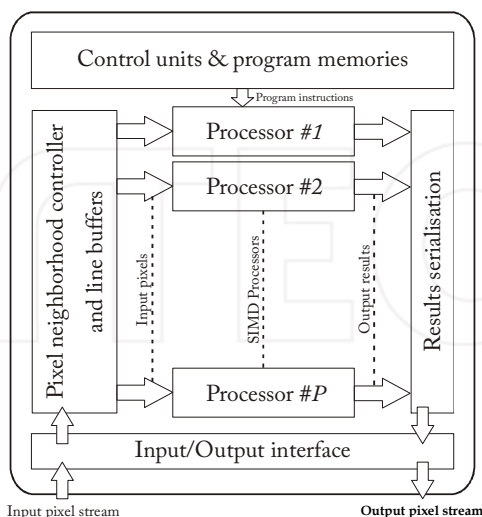 Control units & program memories
Program instructions
Processor #1
Processor #2
Pixel neighborhood controller
and line buffers
Input pixels
SIMD Processors
Output results
Results serialisation
Processor #P
Input/Output interface
Input pixel stream
Output pixel stream